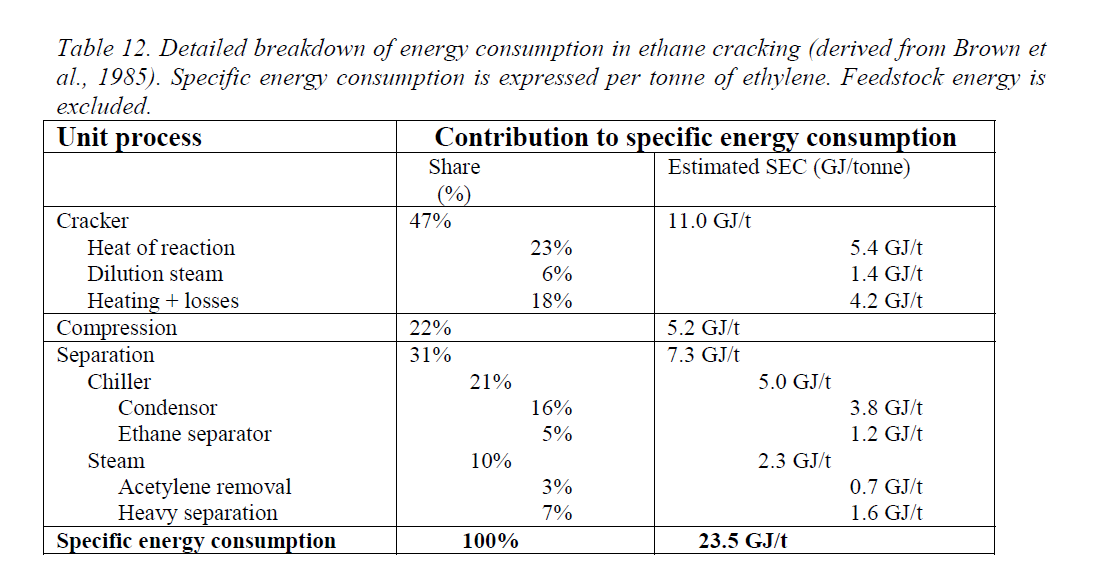 Table 12. Detailed breakdown of energy consumption in ethane cracking (derived from Brown et
al., 1985). Specific energy consumption is expressed per tonne of ethylene. Feedstock energy is
excluded.
Unit process Contribution to specific energy consumption
Share Estimated SEC (GJ/tonne)
(%)
Cracker 47% 11.0 GJ/t
Heat of reaction 23% 5.4 GJ/t
Dilution steam 6% 1.4 GJ/t
Heating + losses 18% 4.2 GJ/t
Compression 22% 5.2 GJ/t
Separation 31% 7.3 GJ/t
Chiller 21% 5.0 GJ/t
Condensor 16% 3.8 GJ/t
Ethane separator 5% 1.2 GJ/t
Steam 10% 2.3 GJ/t
Acetylene removal 3% 0.7 GJ/t
Heavy separation 7% 1.6 GJ/t
Specific energy consumption 100% 23.5 GJ/t